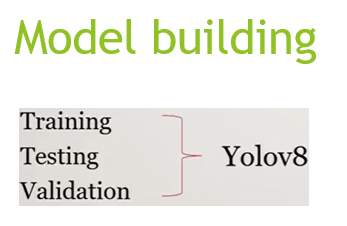 Model building
Training
Testing
Validation
Yolov8